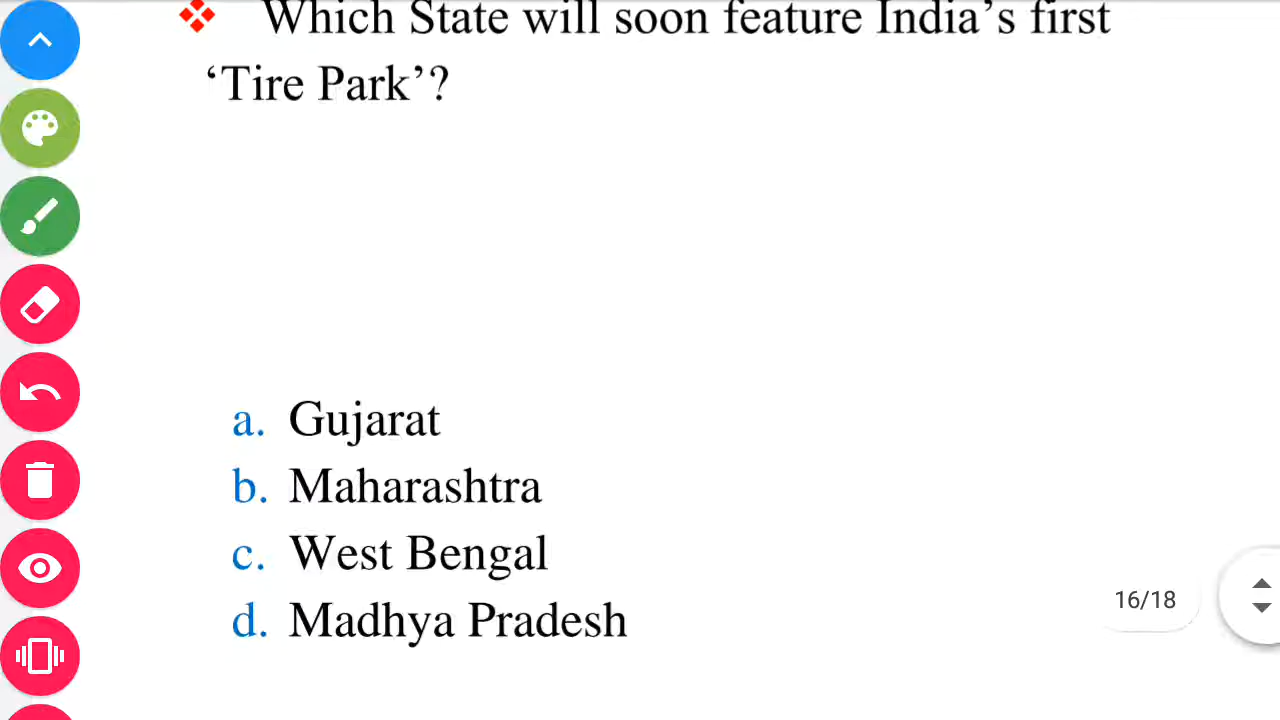 ❖ Which State will soon feature India’s first
‘Tire Park’?
a. Gujarat
b. Maharashtra
c. West Bengal
d. Madhya Pradesh
16/18